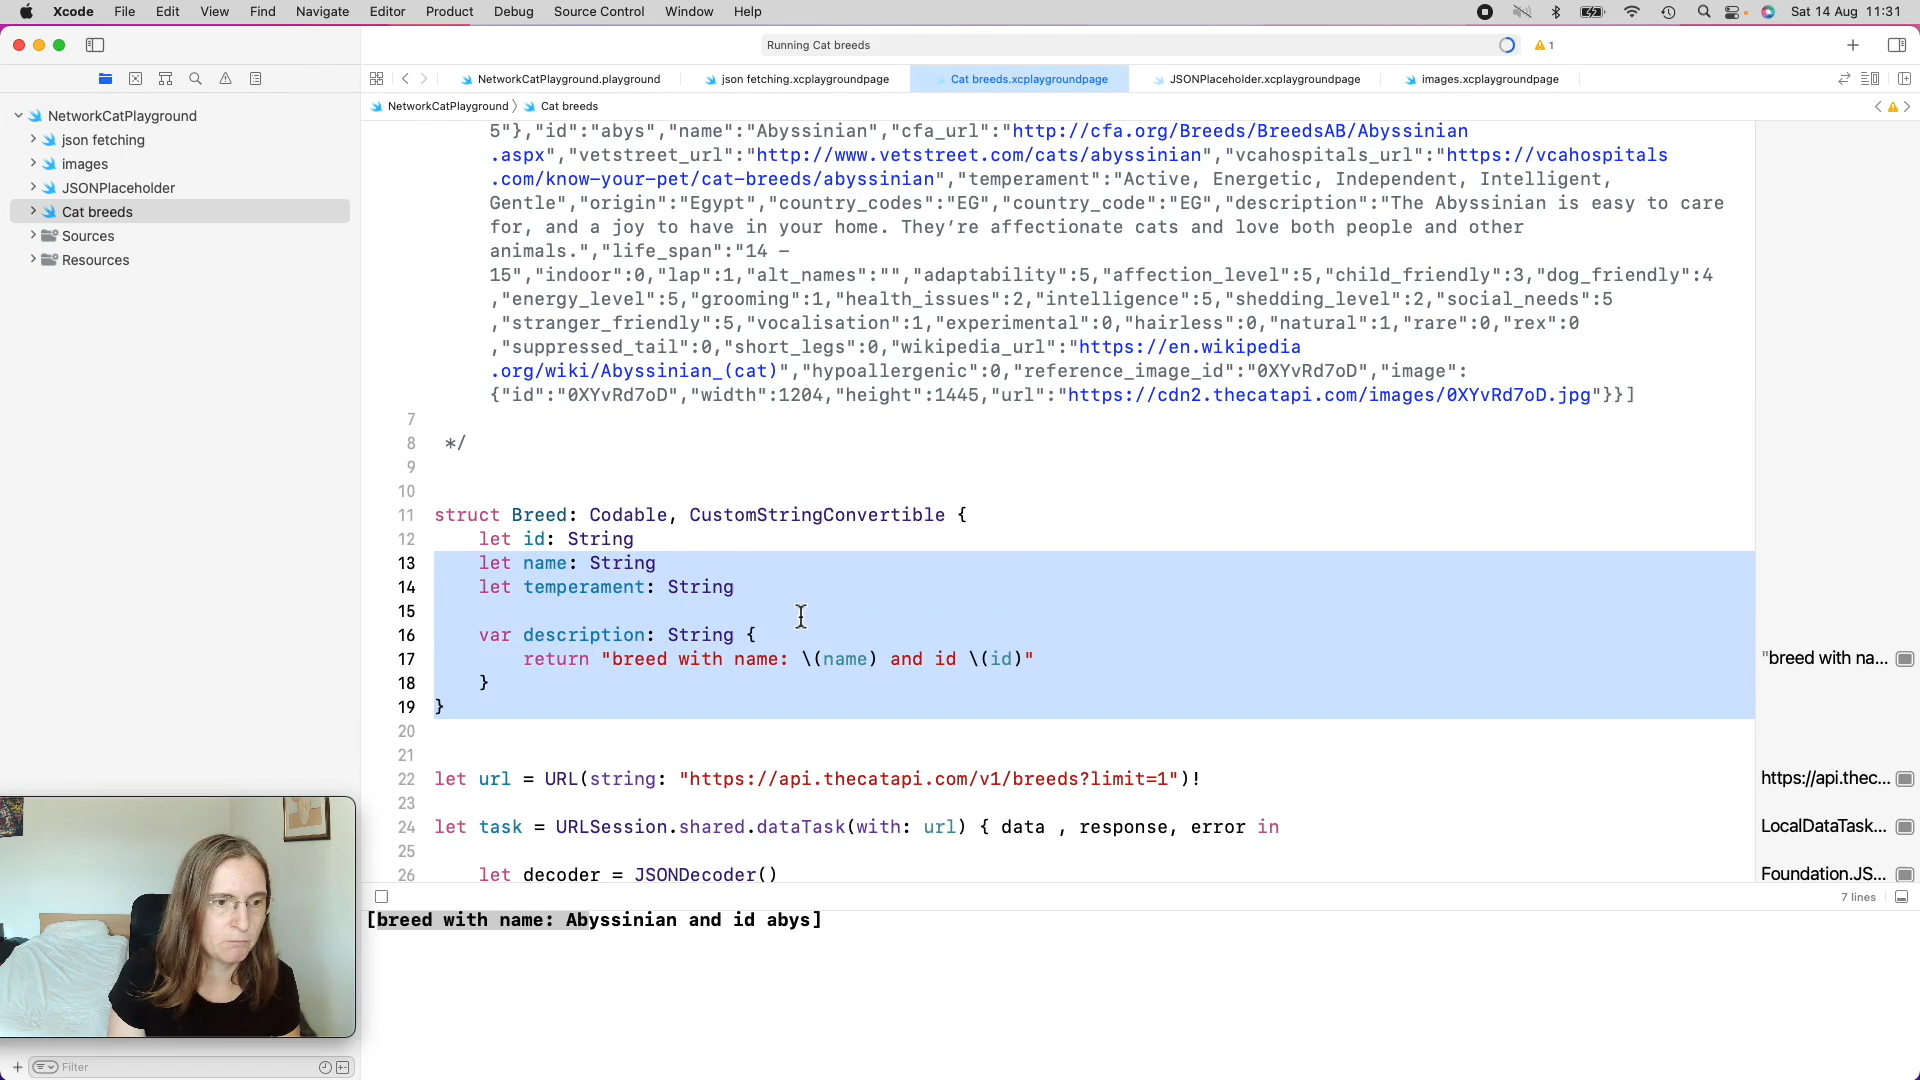 Xcode File Edit View Find Navigate Editor Product Debug Source Control Window Help Sat 14 Aug 11:31
Running Cat breeds 1
NetworkCatPlayground.playground json fetching.xcplaygroundpage Cat breeds.xcplaygroundpage JSONPlaceholder.xcplaygroundpage images.xcplaygroundpage
NetworkCatPlayground Cat breeds
NetworkCatPlayground
json fetching
images
JSONPlaceholder
Cat breeds
Sources
Resources
5"},"id":"abys","name":"Abyssinian","cfa_url":"http://cfa.org/Breeds/BreedsAB/Abyssinian
.aspx","vetstreet_url":"http://www.vetstreet.com/cats/abyssinian","vcahospitals_url":"https://vcahospitals
.com/know-your-pet/cat-breeds/abyssinian","temperament":"Active, Energetic, Independent, Intelligent,
Gentle","origin":"Egypt","country_codes":"EG","country_code":"EG","description":"The Abyssinian is easy to care
for, and a joy to have in your home. They're affectionate cats and love both people and other
animals.","life_span":"14 -
15","indoor":0,"lap":1,"alt_names":"","adaptability":5,"affection_level":5,"child_friendly":3,"dog_friendly":4
,"energy_level":5,"grooming":1,"health_issues":2,"intelligence":5,"shedding_level":2,"social_needs":5
,"stranger_friendly":5,"vocalisation":1,"experimental":0,"hairless":0,"natural":1,"rare":0,"rex":0
,"suppressed_tail":0,"short_legs":0,"wikipedia_url":"https://en.wikipedia
.org/wiki/Abyssinian_(cat)","hypoallergenic":0,"reference_image_id":"0XYvRd7oD","image":
{"id":"0XYvRd7oD","width":1204,"height":1445,"url":"https://cdn2.thecatapi.com/images/0XYvRd7oD.jpg"}}]
7
8 */
9
10
11 struct Breed: Codable, CustomStringConvertible {
12 let id: String
13 let name: String
14 let temperament: String
15
16 var description: String {
17 return "breed with name: \(name) and id \(id)" "breed with na...
18 }
19 }
20
21
22 let url = URL(string: "https://api.thecatapi.com/v1/breeds?limit=1")! https://api.thec...
23
24 let task = URLSession.shared.dataTask(with: url) { data , response, error in LocalDataTask...
25
26 let decoder = JSONDecoder() Foundation.JS...
7 lines
[breed with name: Abyssinian and id abys]
Filter